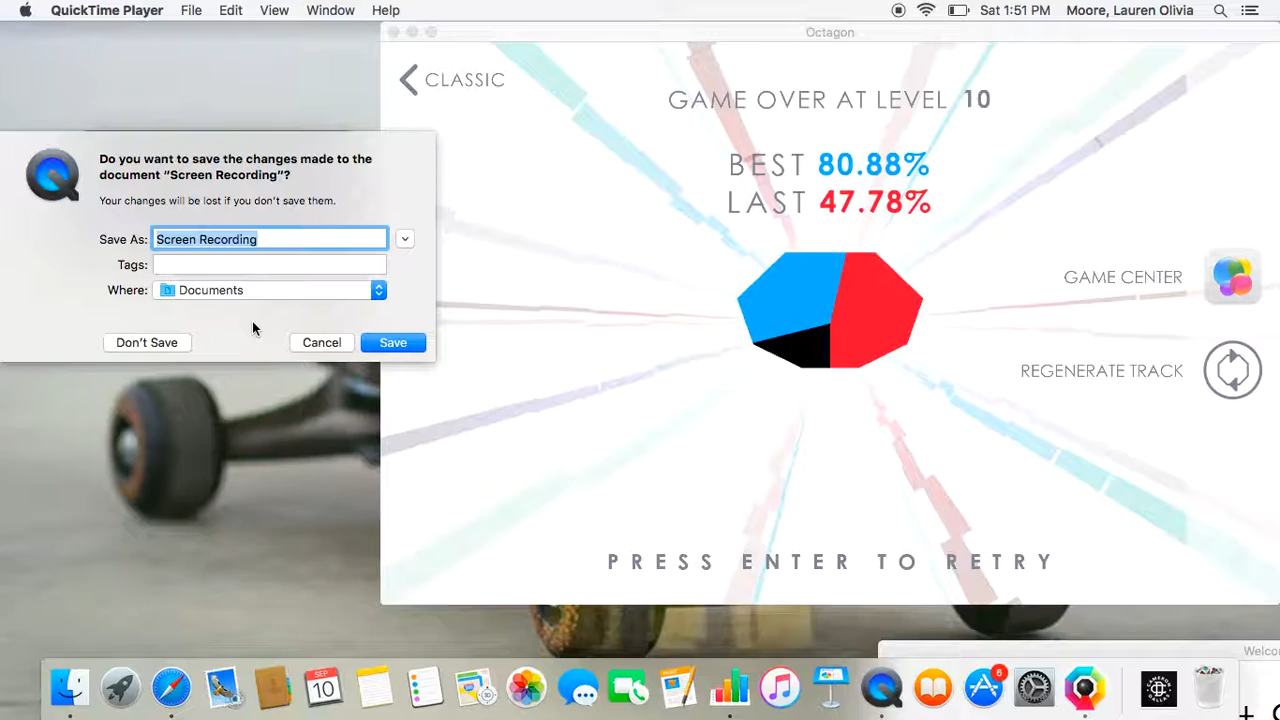 QuickTime Player File Edit View Window Help Sat 1:51 PM Moore, Lauren Olivia
Octagon
CLASSIC
GAME OVER AT LEVEL 10
BEST 80.88%
LAST 47.78%
GAME CENTER
REGENERATE TRACK
PRESS ENTER TO RETRY
Do you want to save the changes made to the
document “Screen Recording”?
Your changes will be lost if you don’t save them.
Save As: Screen Recording
Tags:
Where: Documents
Don’t Save Cancel Save
Welco
SEP
10
6